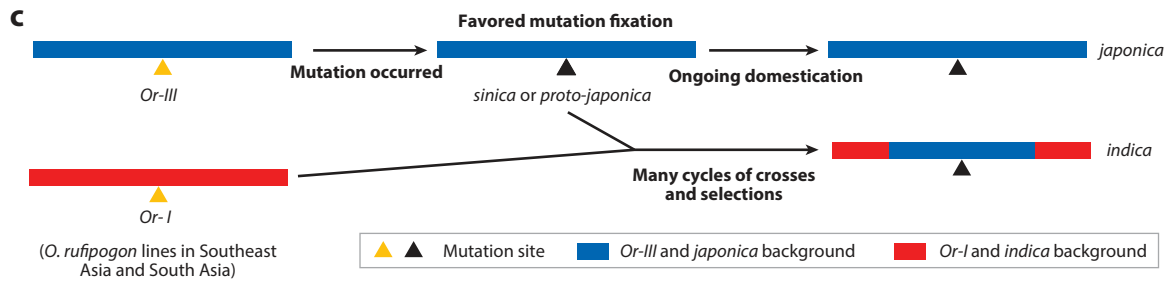 c
Favored mutation fixation
Mutation occurred
Ongoing domestication
japonica
Or-III
sinica or proto-japonica
indica
Many cycles of crosses
and selections
Or- I
(O. rufipogon lines in Southeast
Asia and South Asia)
Mutation site
Or-III and japonica background
Or-I and indica background